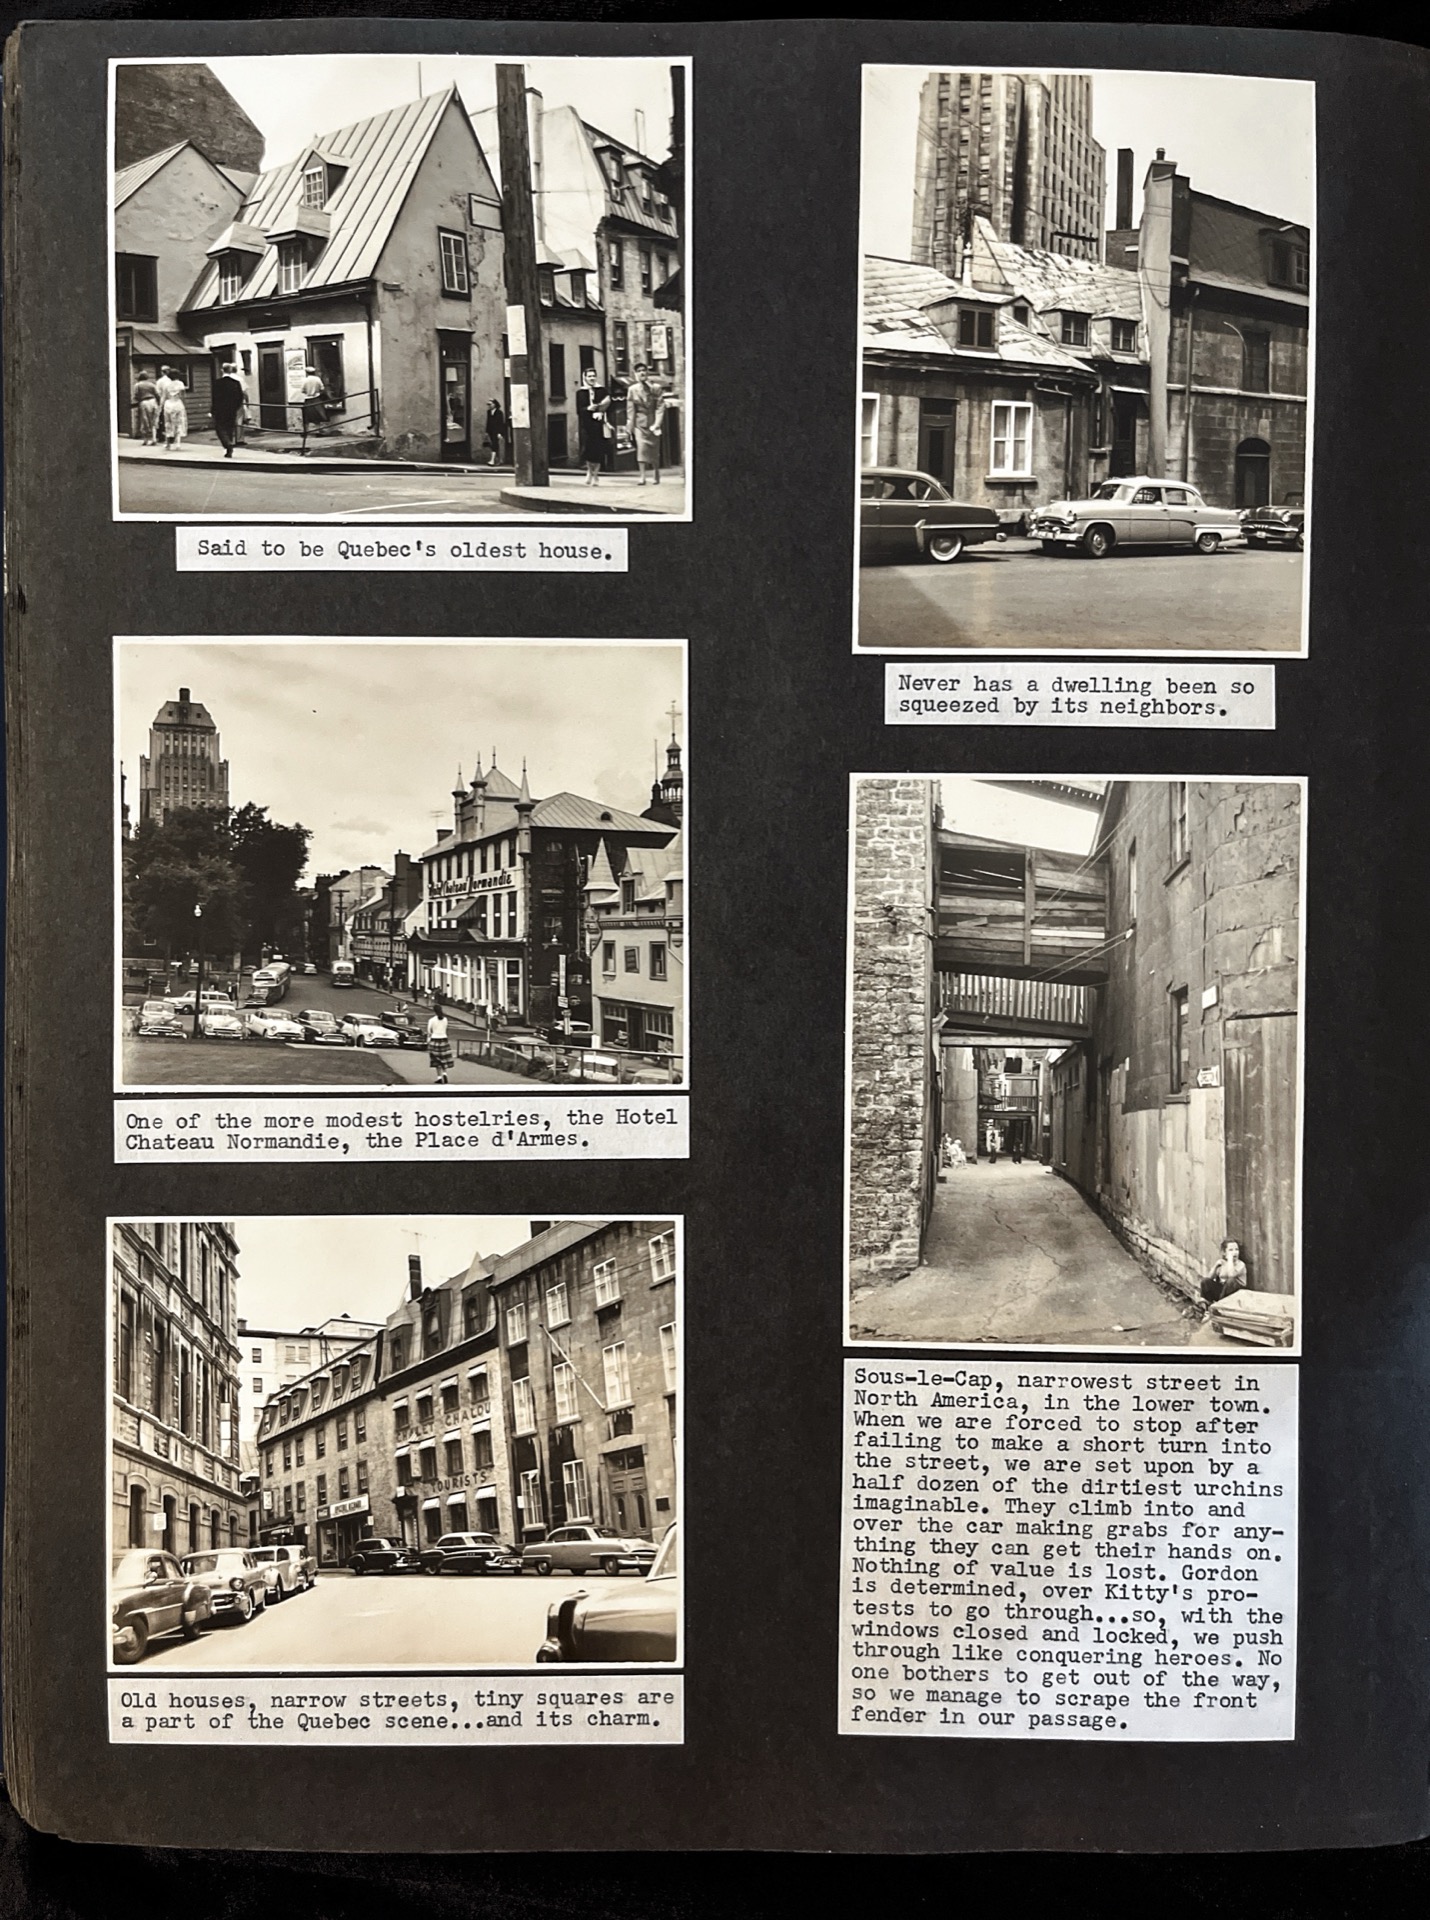 Said to be Quebec's oldest house.
Hotel Chateau Normandie
One of the more modest hostelries, the Hotel
Chateau Normandie, the Place d'Armes.
CHALOU
TOURISTS
Old houses, narrow streets, tiny squares are
a part of the Quebec scene...and its charm.
Never has a dwelling been so
squeezed by its neighbors.
Sous-le-Cap, narrowest street in
North America, in the lower town.
When we are forced to stop after
failing to make a short turn into
the street, we are set upon by a
half dozen of the dirtiest urchins
imaginable. They climb into and
over the car making grabs for any-
thing they can get their hands on.
Nothing of value is lost. Gordon
is determined, over Kitty's pro-
tests to go through...so, with the
windows closed and locked, we push
through like conquering heroes. No
one bothers to get out of the way,
so we manage to scrape the front
fender in our passage.